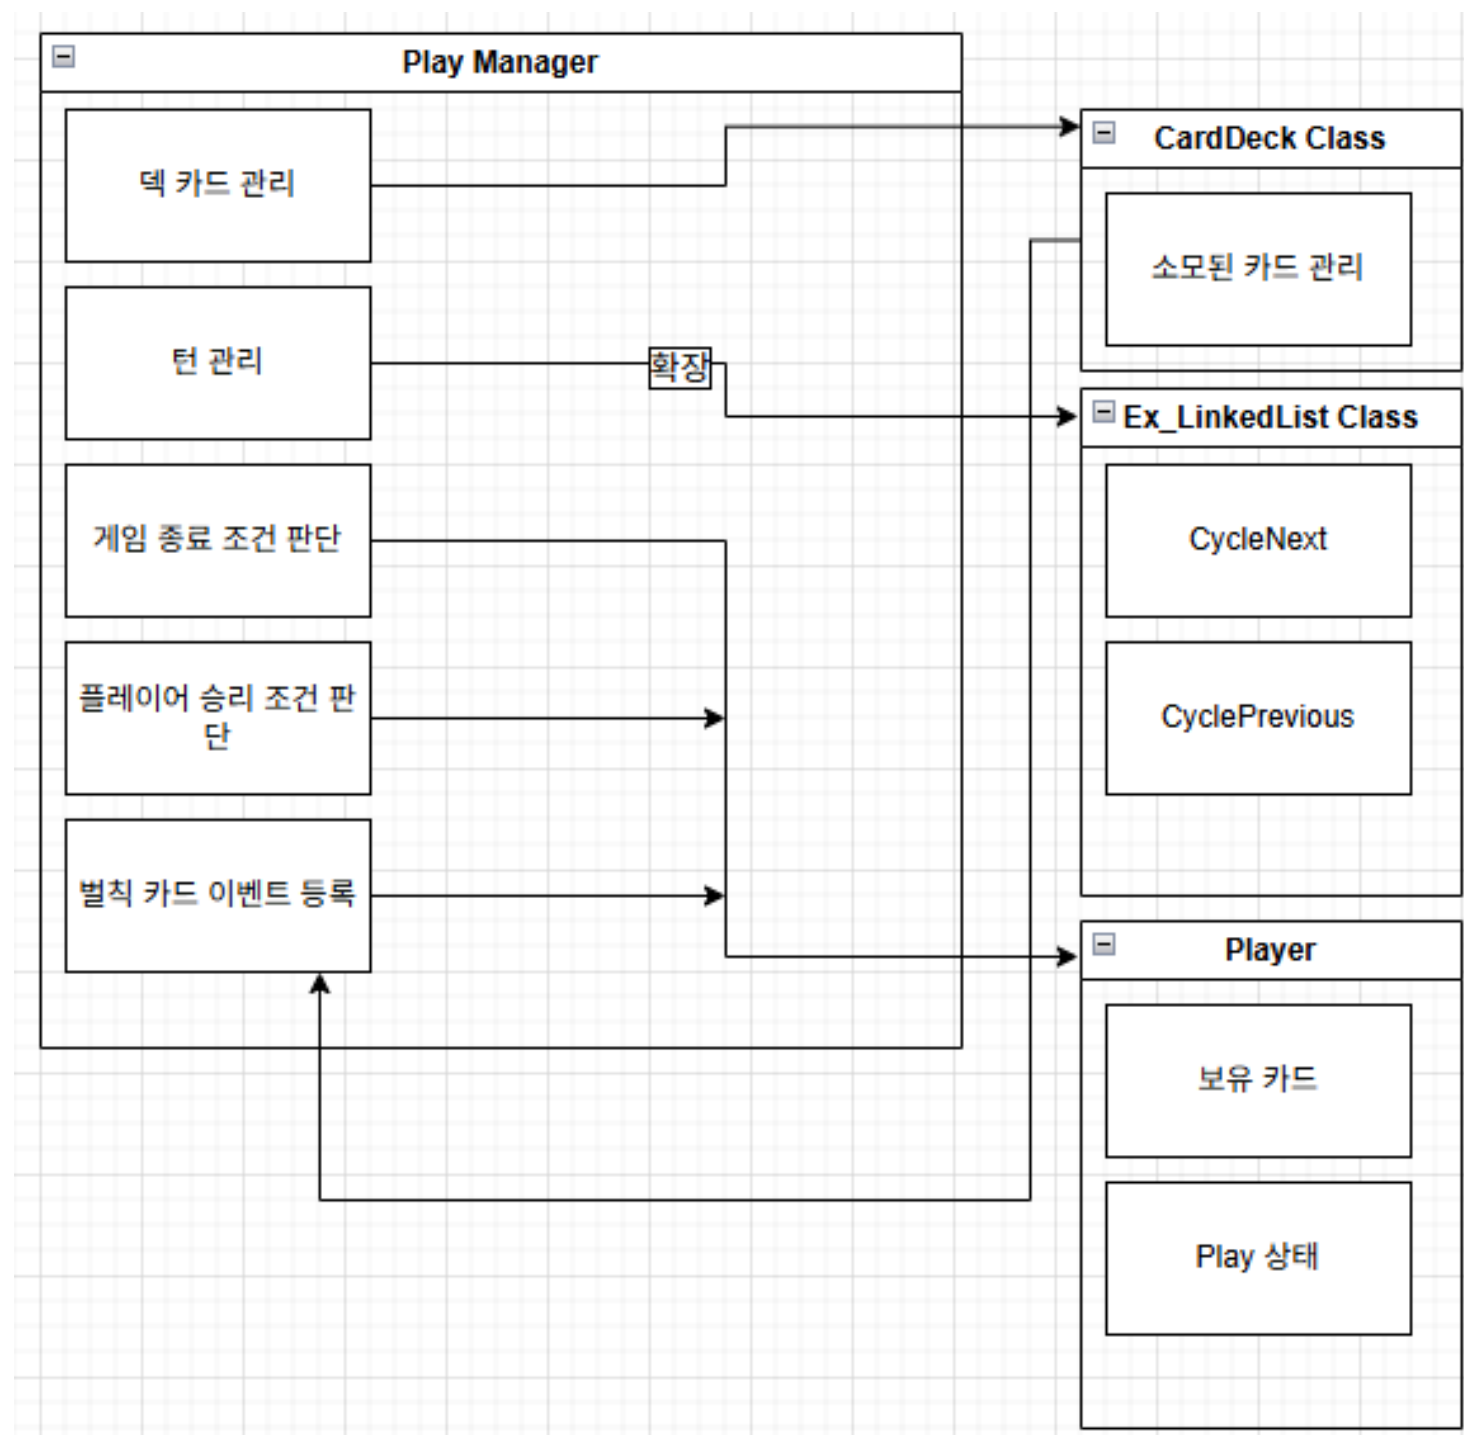 Play Manager
덱 카드 관리
턴 관리
확장
게임 종료 조건 판단
플레이어 승리 조건 판
단
벌칙 카드 이벤트 등록
CardDeck Class
소모된 카드 관리
Ex_LinkedList Class
CycleNext
CyclePrevious
Player
보유 카드
Play 상태